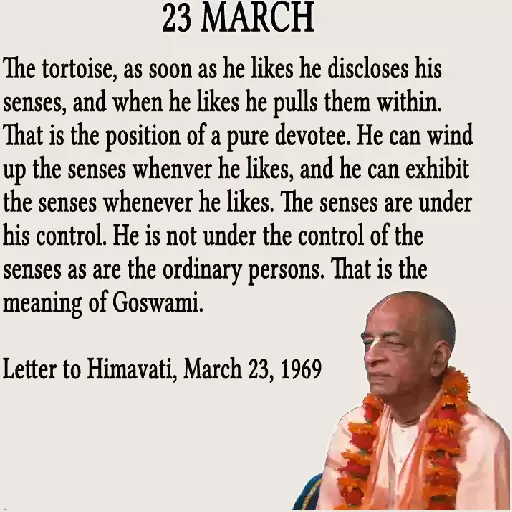 23 MARCH
The tortoise, as soon as he likes he discloses his
senses, and when he likes he pulls them within.
That is the position of a pure devotee. He can wind
up the senses whenver he likes, and he can exhibit
the senses whenever he likes. The senses are under
his control. He is not under the control of the
senses as are the ordinary persons. That is the
meaning of Goswami.
Letter to Himavati, March 23, 1969